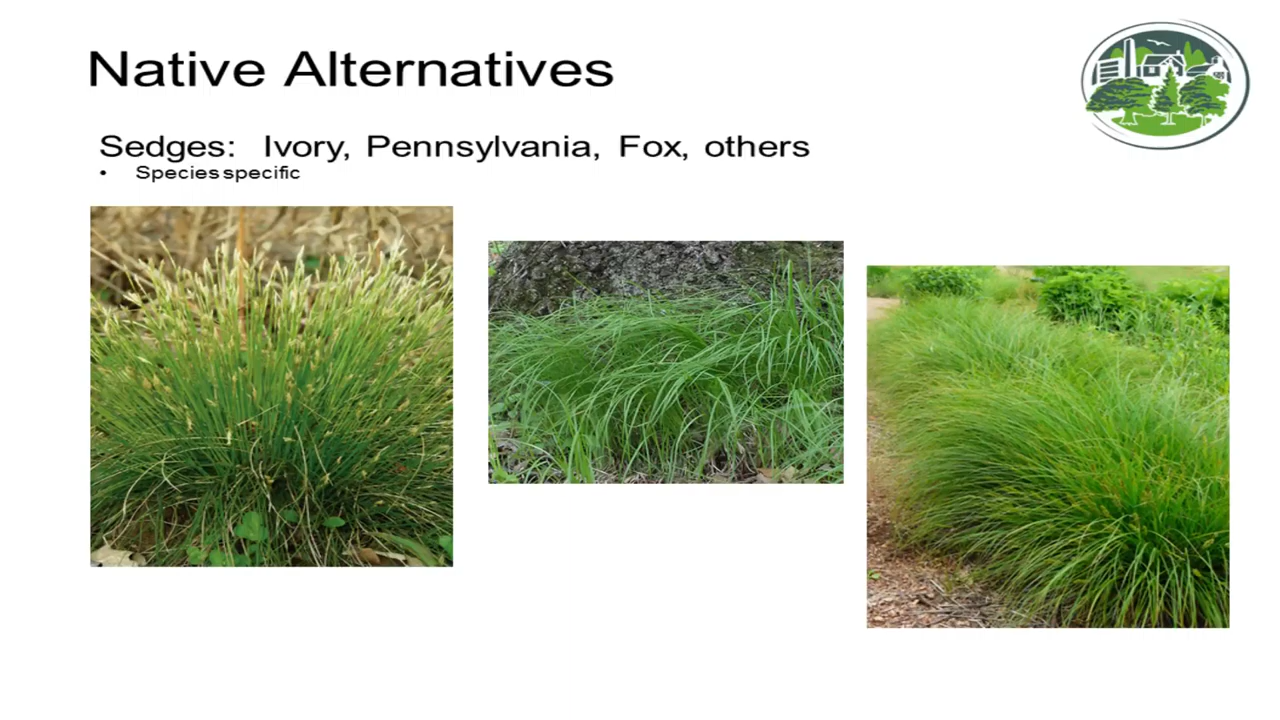 Native Alternatives
Sedges: Ivory, Pennsylvania, Fox, others
• Species specific